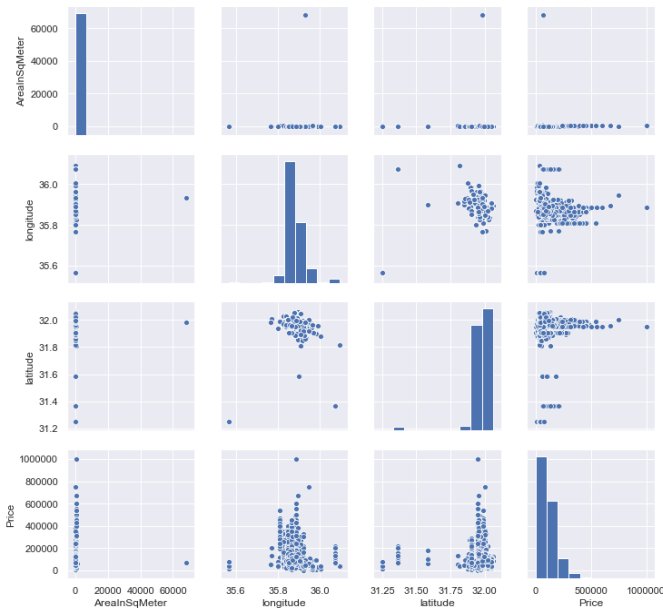 AreaInSqMeter
60000
40000
20000
0
longitude
36.0
35.8
35.6
latitude
32.0
31.8
31.6
31.4
31.2
Price
1000000
800000
600000
400000
200000
0
0 20000 40000 60000
35.6 35.8 36.0
31.25 31.50 31.75 32.00
0 500000 1000000
AreaInSqMeter
longitude
latitude
Price